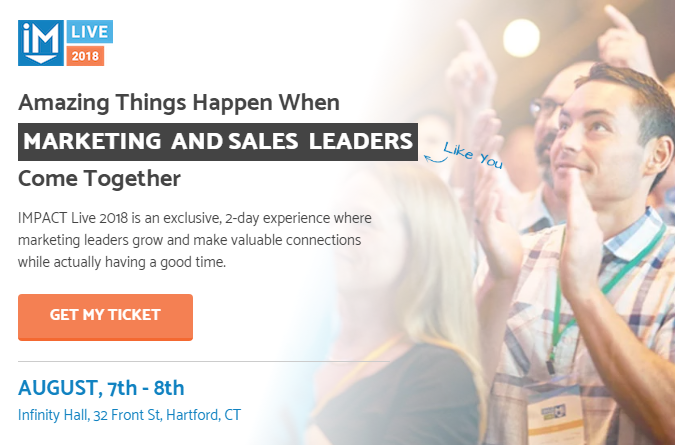 iM LIVE
2018
Amazing Things Happen When
MARKETING AND SALES LEADERS
Like You
Come Together
IMPACT Live 2018 is an exclusive, 2-day experience where
marketing leaders grow and make valuable connections
while actually having a good time.
GET MY TICKET
AUGUST, 7th - 8th
Infinity Hall, 32 Front St, Hartford, CT